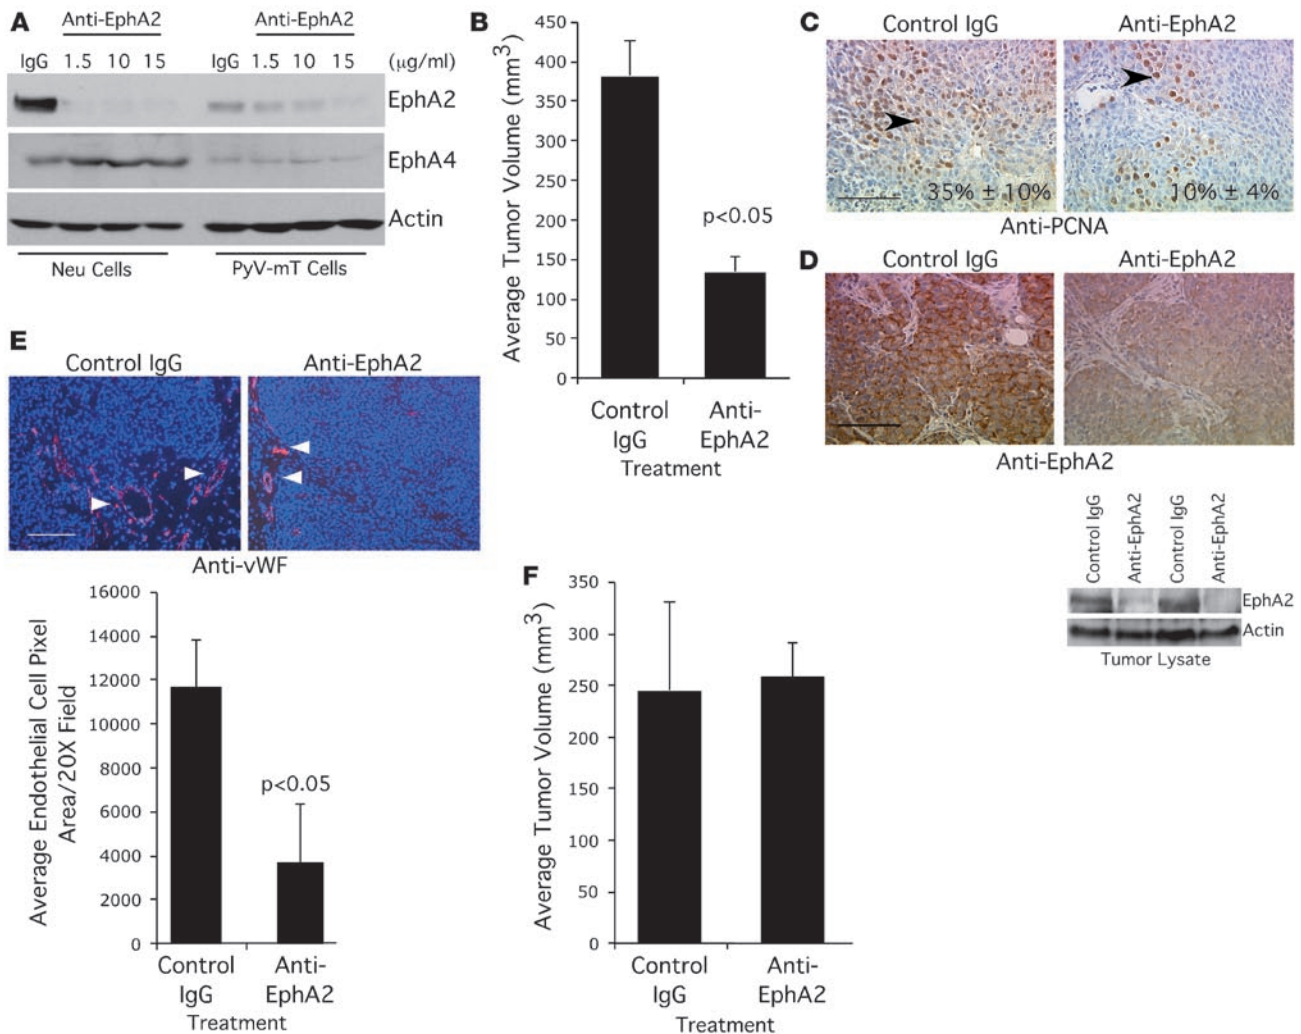 A
Anti-EphA2 Anti-EphA2
IgG 1.5 10 15 IgG 1.5 10 15 (μg/ml)
EphA2
EphA4
Actin
Neu Cells PyV-mT Cells
B
Average Tumor Volume (mm3)
450
400
350
300
250
200
150
100
50
0
p<0.05
Control IgG
Anti-EphA2
Treatment
C
Control IgG Anti-EphA2
35% ± 10% 10% ± 4%
Anti-PCNA
D
Control IgG Anti-EphA2
Anti-EphA2
Control IgG
Anti-EphA2
Control IgG
Anti-EphA2
EphA2
Actin
Tumor Lysate
E
Control IgG Anti-EphA2
Anti-vWF
Average Endothelial Cell Pixel
Area/20X Field
16000
14000
12000
10000
8000
6000
4000
2000
0
p<0.05
Control IgG
Anti-EphA2
Treatment
F
Average Tumor Volume (mm3)
350
300
250
200
150
100
50
0
Control IgG
Anti-EphA2
Treatment